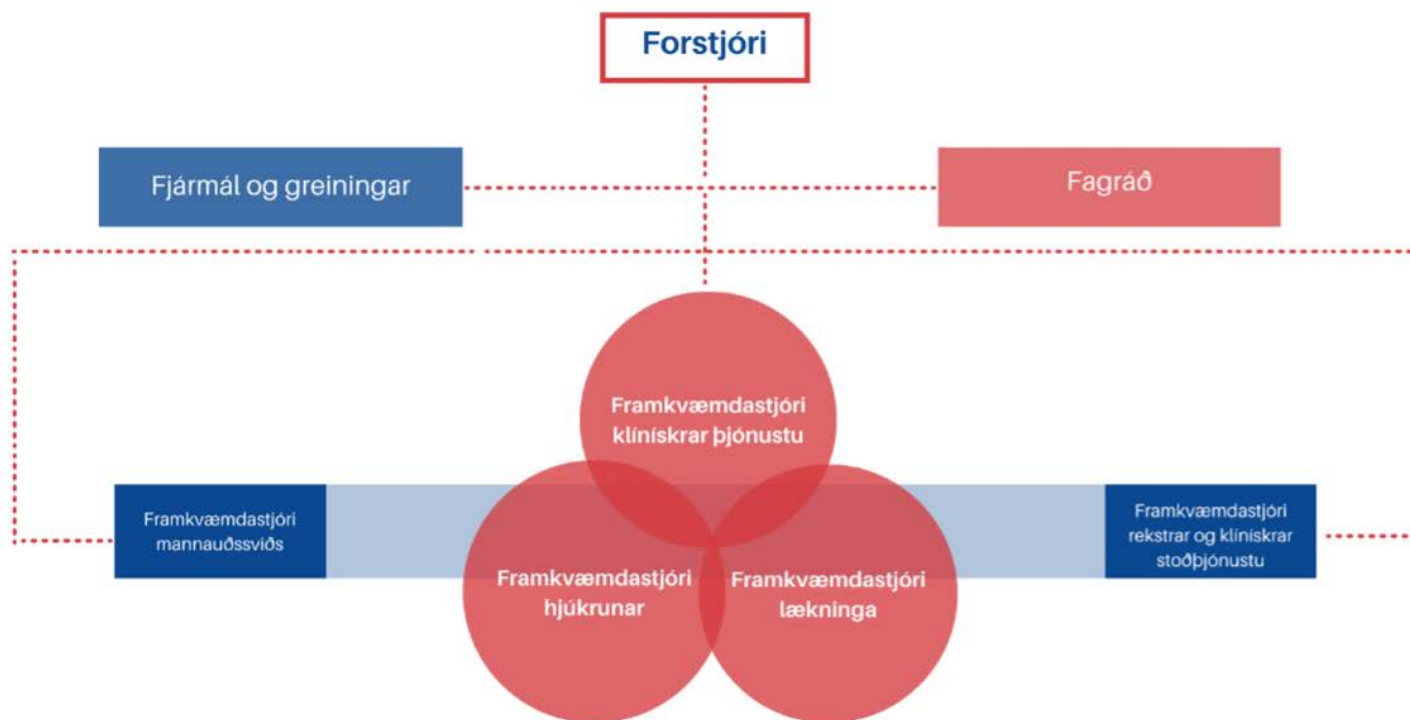 Forstjóri
Fjármál og greiningar
Fagráð
Framkvæmdastjóri
klínískrar þjónustu
Framkvæmdastjóri
mannauðssviðs
Framkvæmdastjóri
hjúkrunar
Framkvæmdastjóri
lækninga
Framkvæmdastjóri
rekstrar og klínískrar
stoðþjónustu